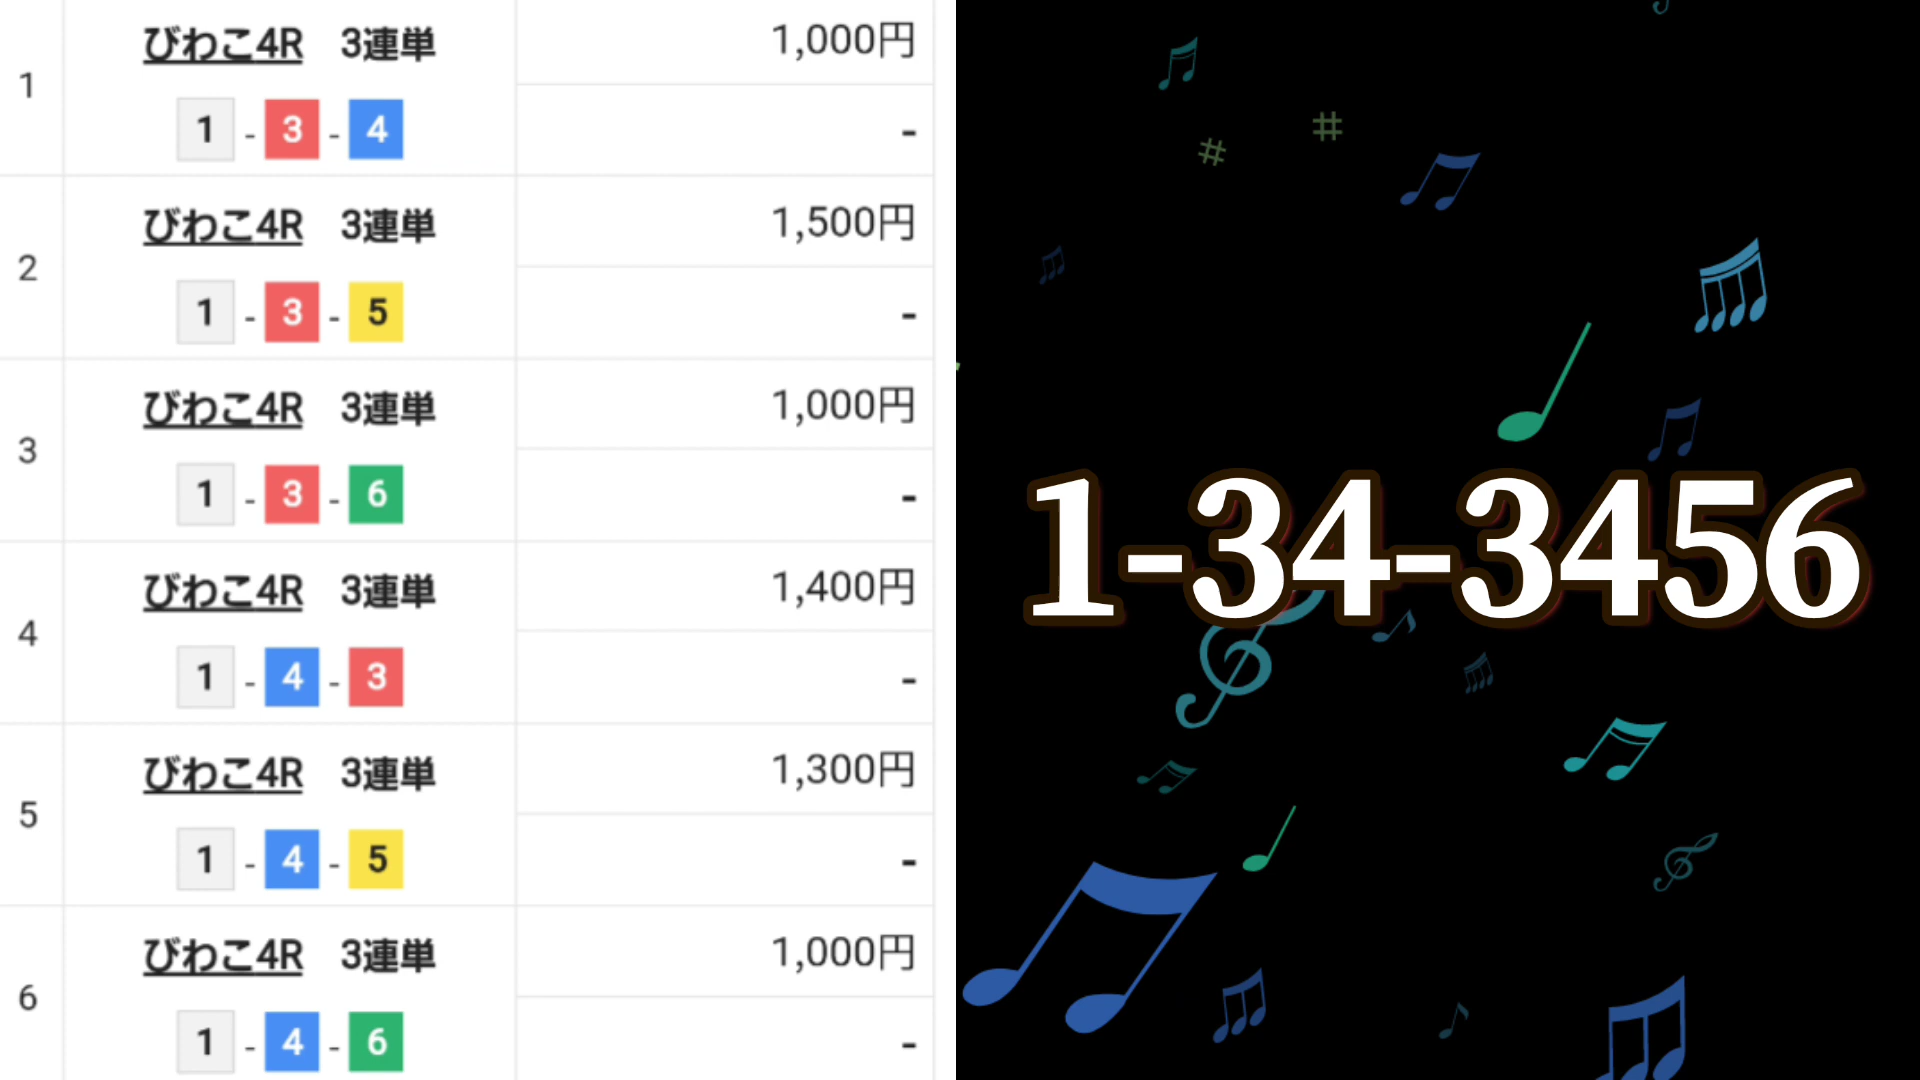 1
びわこ4R 3連単
1,000円
1 - 3 - 4
-
2
びわこ4R 3連単
1,500円
1 - 3 - 5
-
3
びわこ4R 3連単
1,000円
1 - 3 - 6
-
4
びわこ4R 3連単
1,400円
1 - 4 - 3
-
5
びわこ4R 3連単
1,300円
1 - 4 - 5
-
6
びわこ4R 3連単
1,000円
1 - 4 - 6
-
1-34-3456